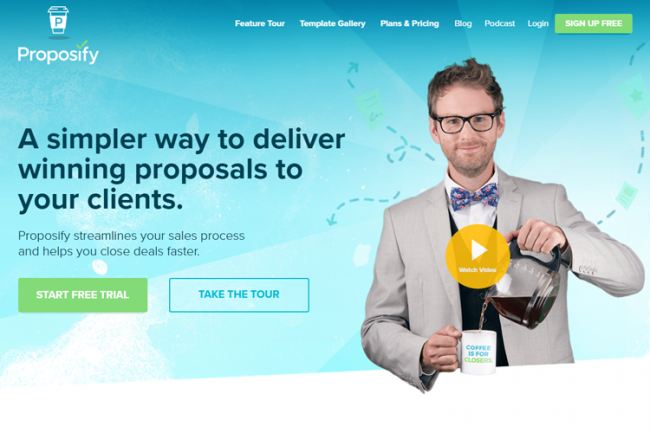 P
Proposify
Feature Tour
Template Gallery
Plans & Pricing
Blog
Podcast
Login
SIGN UP FREE
A simpler way to deliver
winning proposals to
your clients.
Proposify streamlines your sales process
and helps you close deals faster.
START FREE TRIAL
TAKE THE TOUR
Watch Video
COFFEE
IS FOR
CLOSERS.